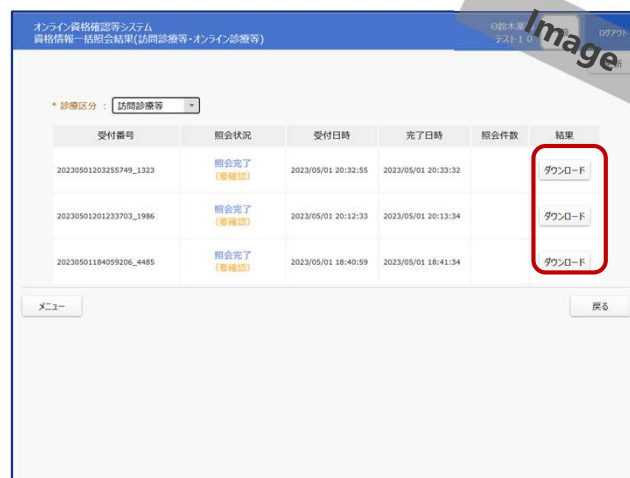 オンライン資格確認等システム
資格情報一括照会結果(訪問診療等・オンライン診療等)
テスト10
ログアウト
Image
* 診療区分 : 訪問診療等
受付番号 照会状況 受付日時 完了日時 照会件数 結果
20230501203255749_1323 照会完了 (要確認) 2023/05/01 20:32:55 2023/05/01 20:33:32 ダウンロード
20230501201233703_1986 照会完了 (要確認) 2023/05/01 20:12:33 2023/05/01 20:13:34 ダウンロード
20230501184059206_4485 照会完了 (要確認) 2023/05/01 18:40:59 2023/05/01 18:41:34 ダウンロード
メニュー 戻る